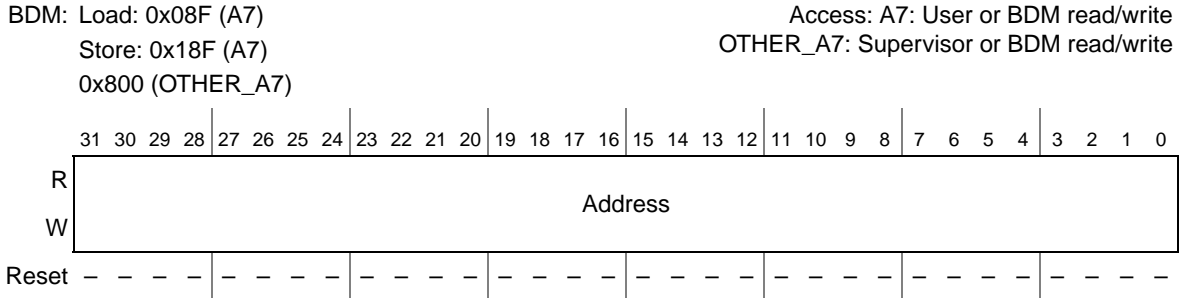 BDM: Load: 0x08F (A7)
Store: 0x18F (A7)
0x800 (OTHER_A7)
Access: A7: User or BDM read/write
OTHER_A7: Supervisor or BDM read/write
31 30 29 28 27 26 25 24 23 22 21 20 19 18 17 16 15 14 13 12 11 10 9 8 7 6 5 4 3 2 1 0
R
Address
W
Reset – – – – – – – – – – – – – – – – – – – – – – – – – – – – – – – –